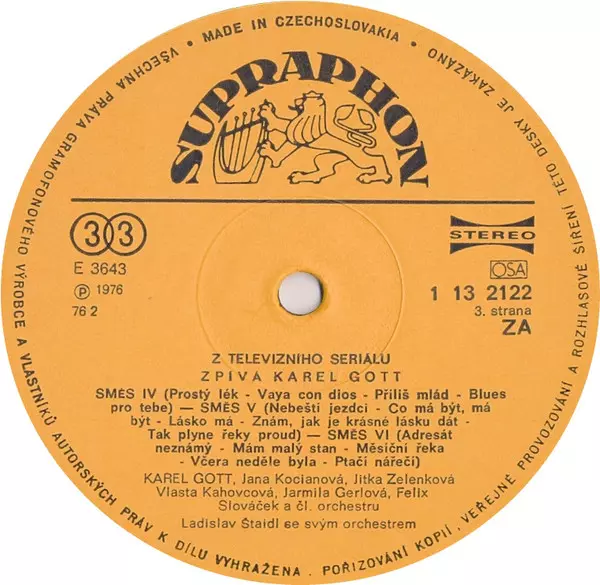 VŠECHNA PRÁVA GRAMOFONOVÉHO VÝROBCE A VLASTNÍKŮ AUTORSKÝCH PRÁV K DÍLU VYHRAŽENA. POŘIZOVÁNÍ KOPIÍ, VEŘEJNÉ PROVOZOVÁNÍ A ROZHLASOVÉ ŠÍŘENÍ TÉTO DESKY JE ZAKÁZÁNO
• MADE IN CZECHOSLOVAKIA •
SUPRAPHON
33
STEREO
E 3643
OSA
℗ 1976
1 13 2122
76 2
3. strana
ZA
Z TELEVIZNÍHO SERIÁLU
ZPÍVÁ KAREL GOTT
SMĚS IV (Prostý lék - Vaya con dios - Příliš mlád - Blues
pro tebe) — SMĚS V (Nebeští jezdci - Co má být, má
být - Lásko má - Znám, jak je krásné lásku dát -
Tak plyne řeky proud) — SMĚS VI (Adresát
neznámý - Mám malý stan - Měsíční řeka
- Včera neděle byla - Ptačí nářečí)
KAREL GOTT, Jana Kocianová, Jitka Zelenková
Vlasta Kahovcová, Jarmila Gerlová, Felix
Slováček a čl. orchestru
Ladislav Štaidl se svým orchestrem